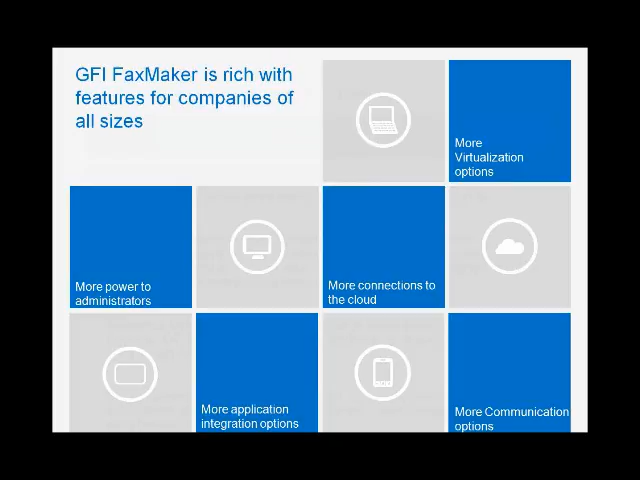 GFI FaxMaker is rich with
features for companies of
all sizes
More
Virtualization
options
More power to
administrators
More connections to
the cloud
More application
integration options
More Communication
options